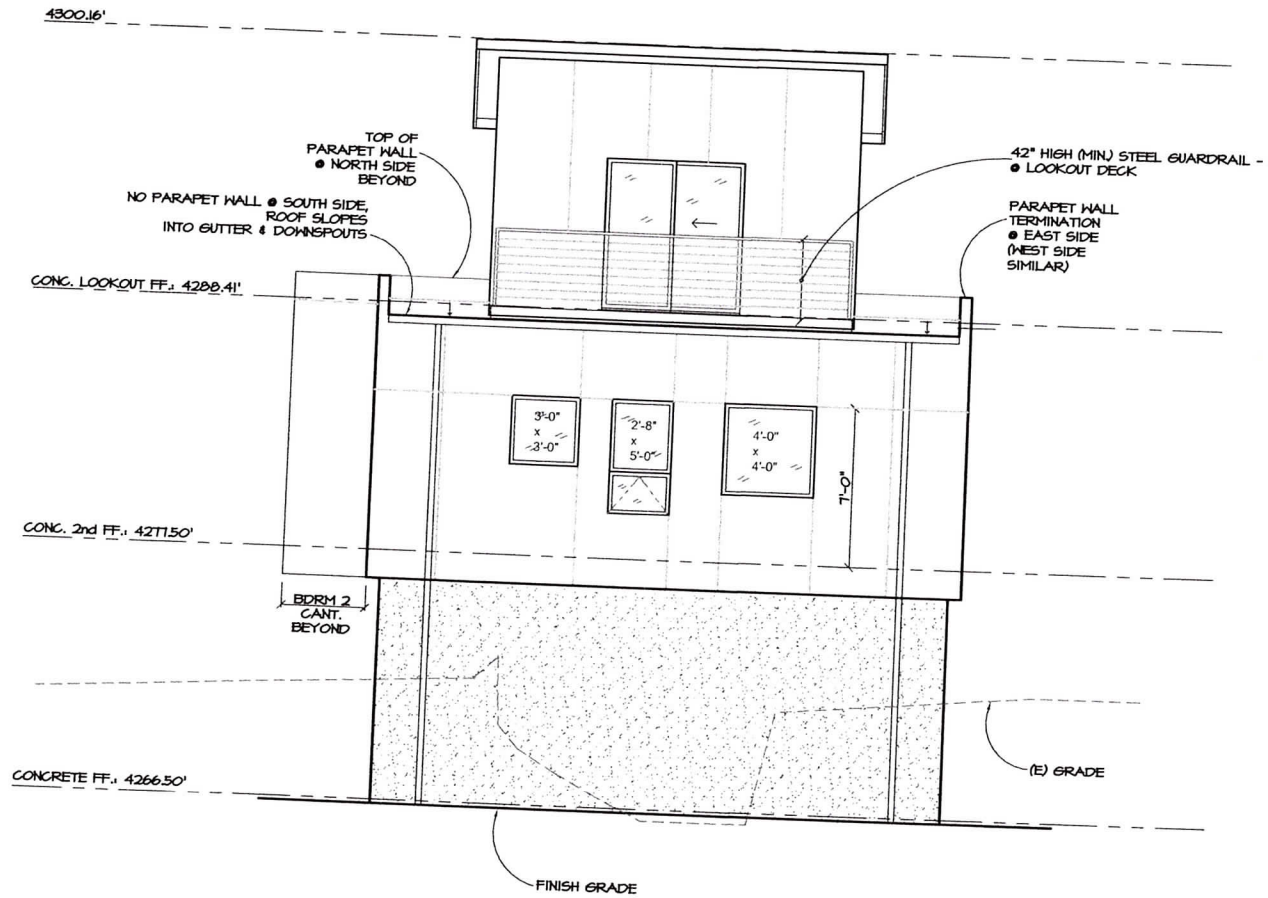 4300.16'
TOP OF
PARAPET WALL
@ NORTH SIDE
BEYOND
NO PARAPET WALL @ SOUTH SIDE,
ROOF SLOPES
INTO GUTTER & DOWNSPOUTS
42" HIGH (MIN.) STEEL GUARDRAIL -
@ LOOKOUT DECK
PARAPET WALL
TERMINATION
@ EAST SIDE
(WEST SIDE
SIMILAR)
CONC. LOOKOUT FF.: 4288.41'
3'-0"
x
3'-0"
2'-8"
x
5'-0"
4'-0"
x
4'-0"
7'-0"
CONC. 2nd FF.: 4277.50'
BDRM 2
CANT.
BEYOND
(E) GRADE
CONCRETE FF.: 4266.50'
FINISH GRADE